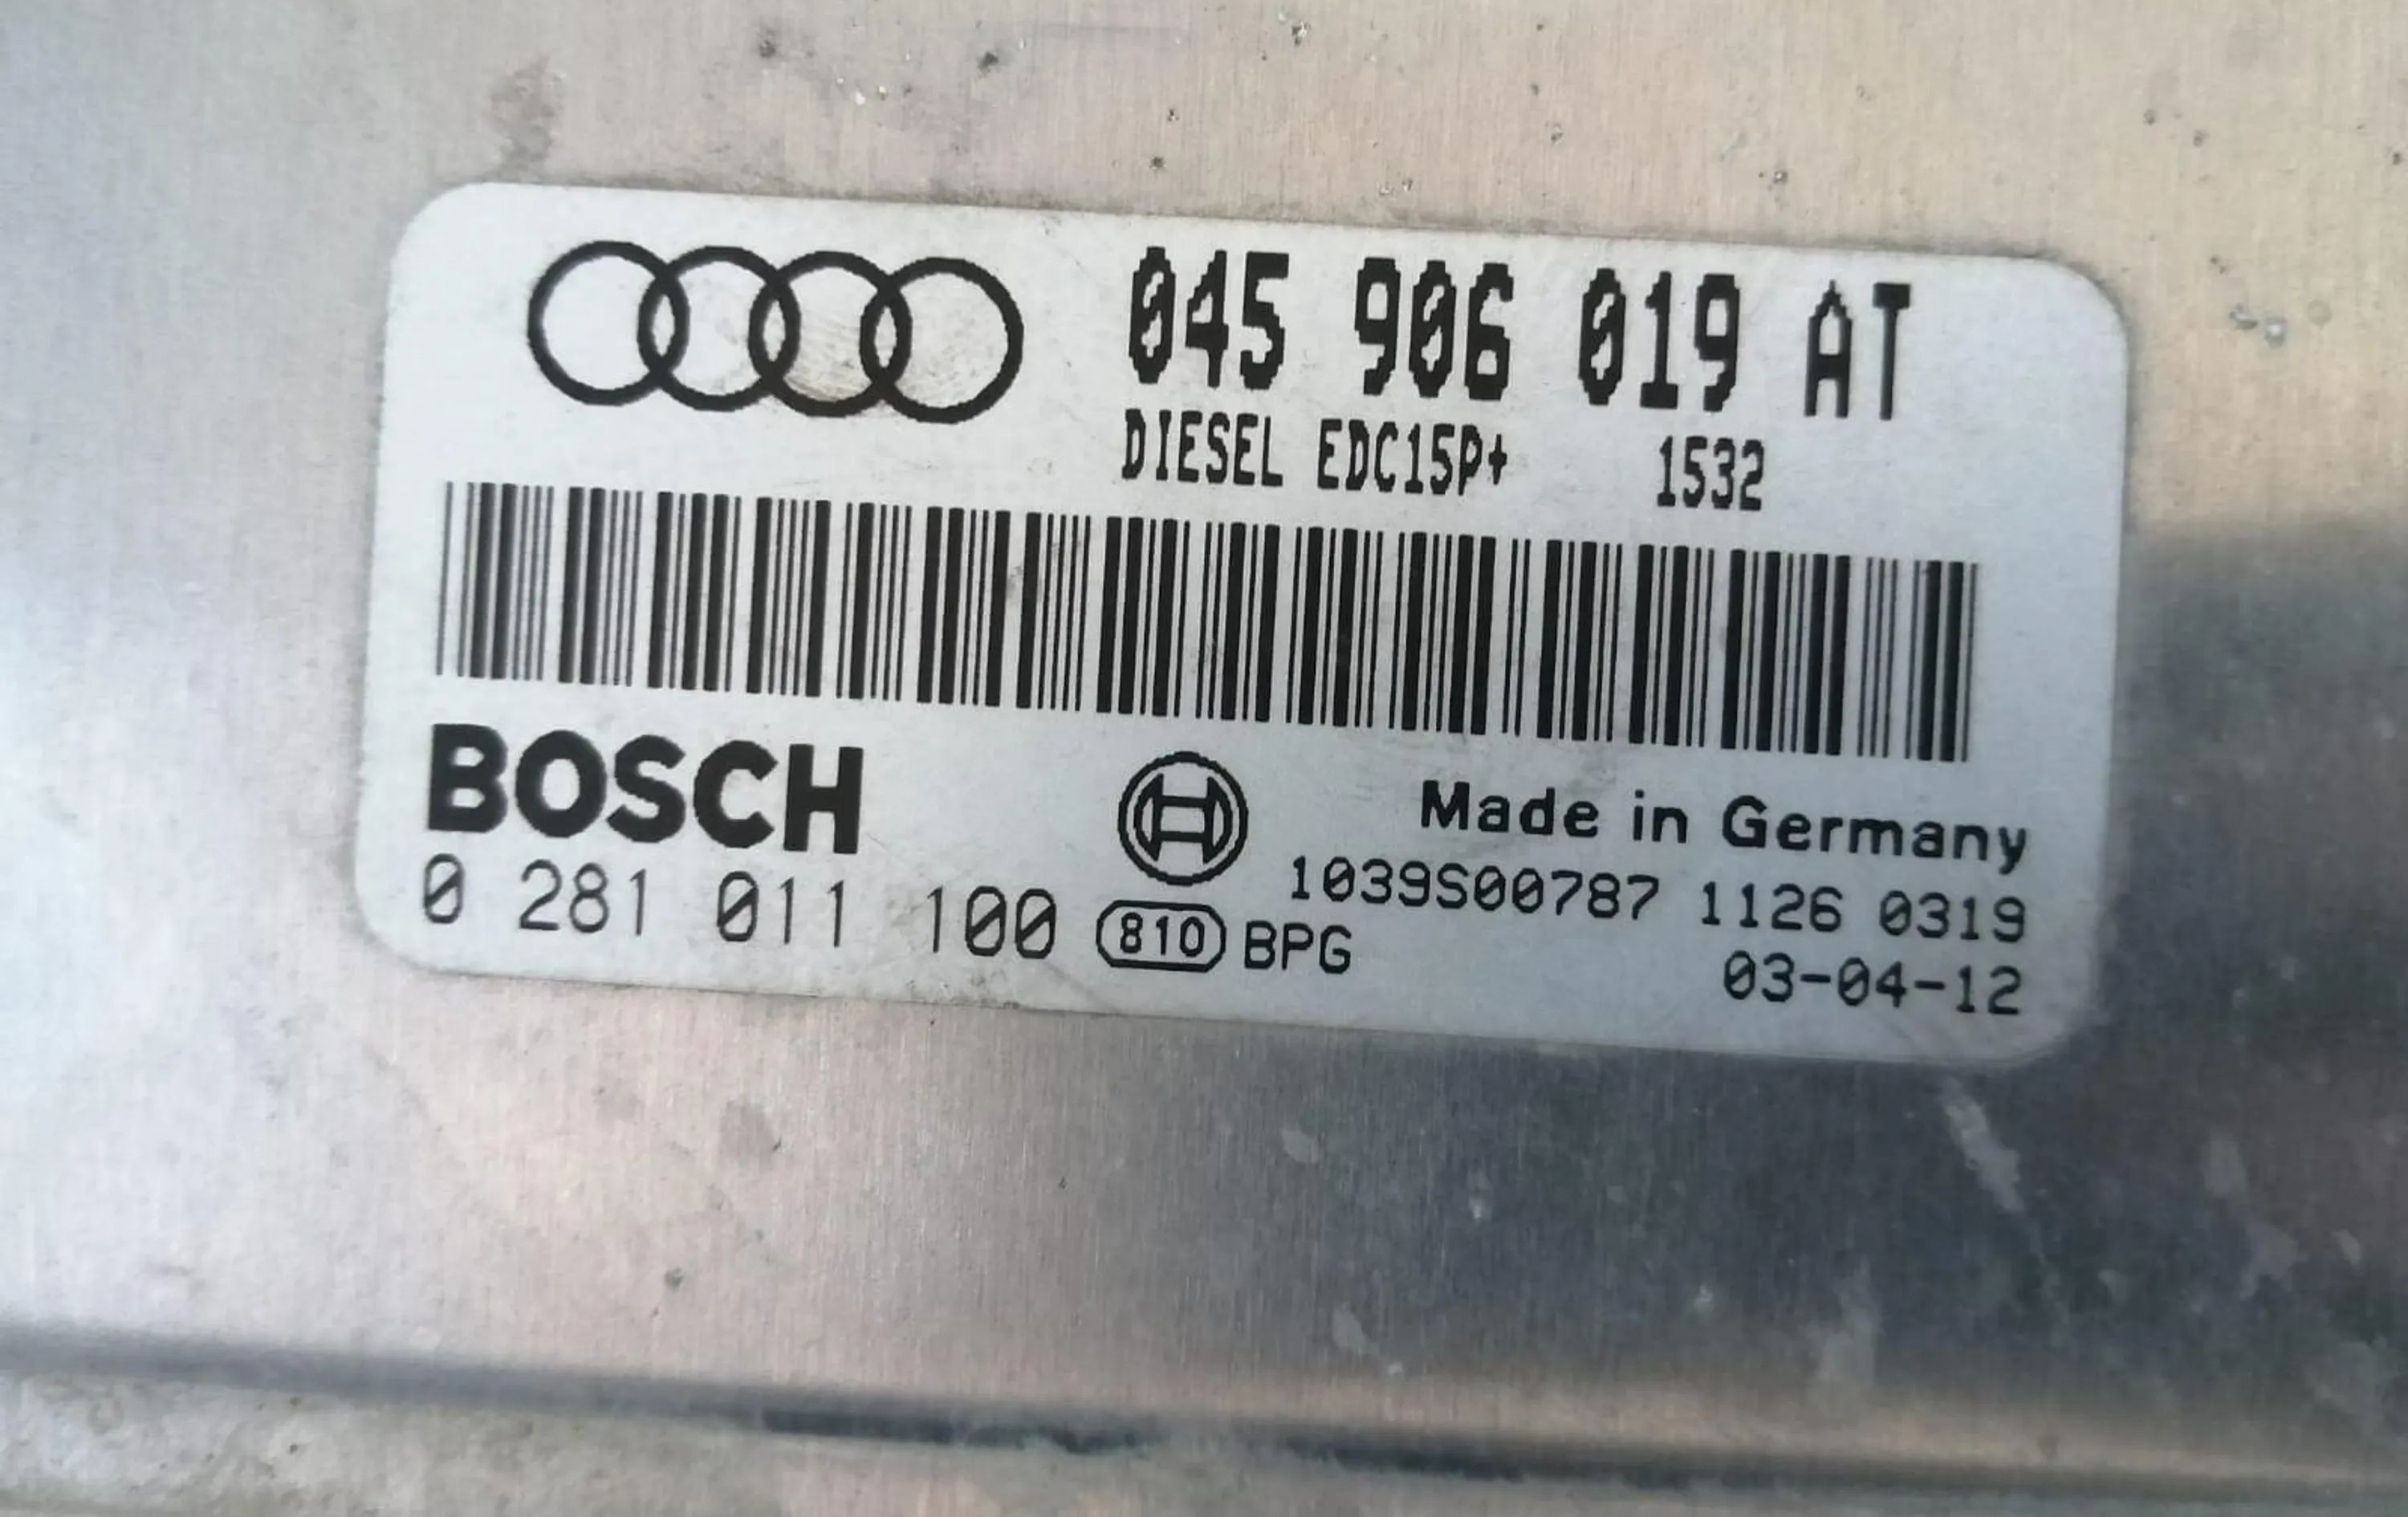 045 906 019 AT
DIESEL EDC15P+ 1532
BOSCH
Made in Germany
0 281 011 100
810 BPG
1039S00787 1126 0319
03-04-12